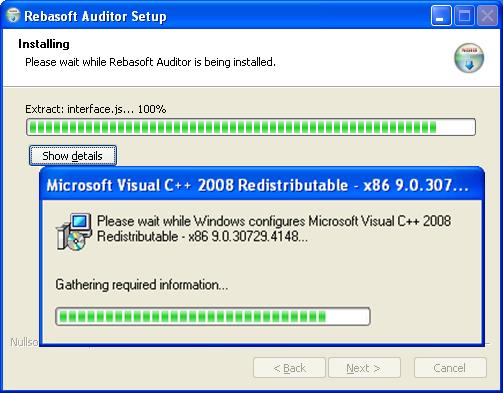 Rebasoft Auditor Setup
Installing
Please wait while Rebasoft Auditor is being installed.
Extract: interface.js... 100%
Show details
Microsoft Visual C++ 2008 Redistributable - x86 9.0.307...
Please wait while Windows configures Microsoft Visual C++ 2008
Redistributable - x86 9.0.30729.4148...
Gathering required information...
< Back
Next >
Cancel